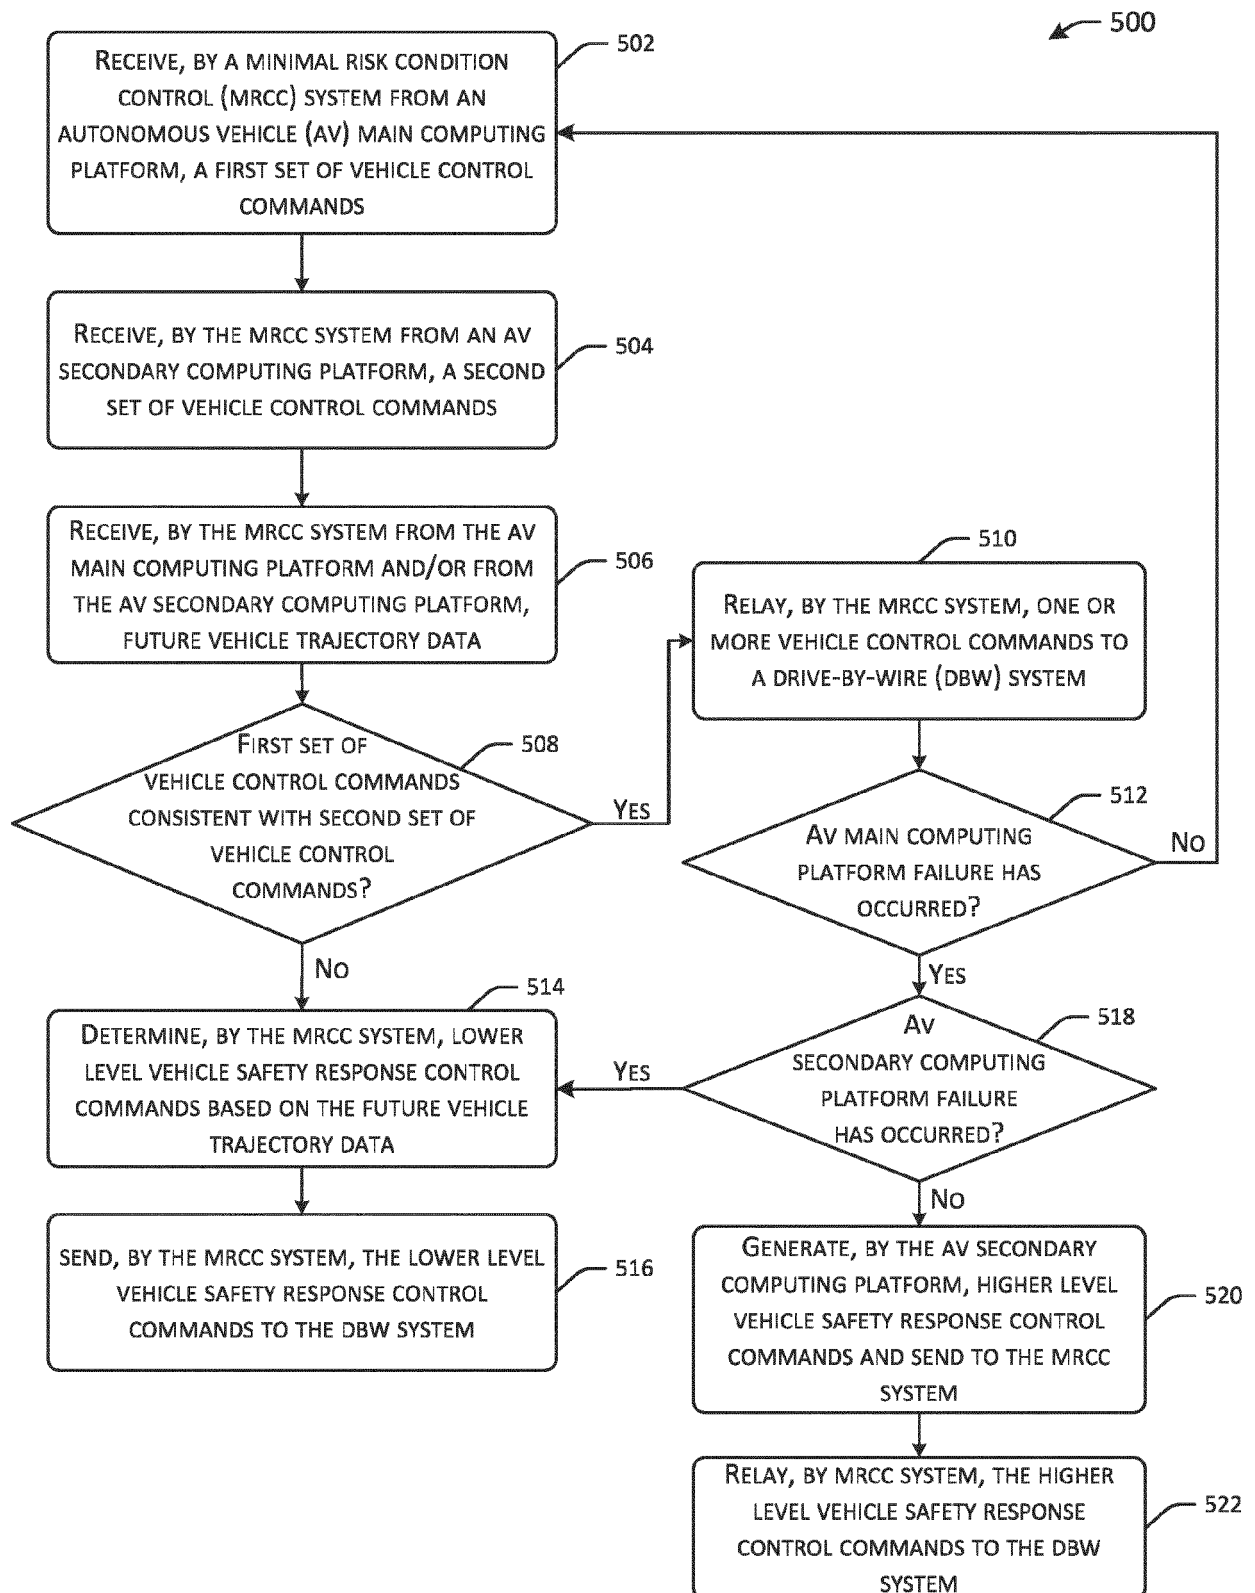 500
502
RECEIVE, BY A MINIMAL RISK CONDITION
CONTROL (MRCC) SYSTEM FROM AN
AUTONOMOUS VEHICLE (AV) MAIN COMPUTING
PLATFORM, A FIRST SET OF VEHICLE CONTROL
COMMANDS
504
RECEIVE, BY THE MRCC SYSTEM FROM AN AV
SECONDARY COMPUTING PLATFORM, A SECOND
SET OF VEHICLE CONTROL COMMANDS
506
RECEIVE, BY THE MRCC SYSTEM FROM THE AV
MAIN COMPUTING PLATFORM AND/OR FROM
THE AV SECONDARY COMPUTING PLATFORM,
FUTURE VEHICLE TRAJECTORY DATA
508
FIRST SET OF
VEHICLE CONTROL COMMANDS
CONSISTENT WITH SECOND SET OF
VEHICLE CONTROL
COMMANDS?
YES
NO
510
RELAY, BY THE MRCC SYSTEM, ONE OR
MORE VEHICLE CONTROL COMMANDS TO
A DRIVE-BY-WIRE (DBW) SYSTEM
512
AV MAIN COMPUTING
PLATFORM FAILURE HAS
OCCURRED?
NO
YES
514
DETERMINE, BY THE MRCC SYSTEM, LOWER
LEVEL VEHICLE SAFETY RESPONSE CONTROL
COMMANDS BASED ON THE FUTURE VEHICLE
TRAJECTORY DATA
516
SEND, BY THE MRCC SYSTEM, THE LOWER LEVEL
VEHICLE SAFETY RESPONSE CONTROL
COMMANDS TO THE DBW SYSTEM
518
AV
SECONDARY COMPUTING
PLATFORM FAILURE
HAS OCCURRED?
YES
NO
520
GENERATE, BY THE AV SECONDARY
COMPUTING PLATFORM, HIGHER LEVEL
VEHICLE SAFETY RESPONSE CONTROL
COMMANDS AND SEND TO THE MRCC
SYSTEM
522
RELAY, BY MRCC SYSTEM, THE HIGHER
LEVEL VEHICLE SAFETY RESPONSE
CONTROL COMMANDS TO THE DBW
SYSTEM